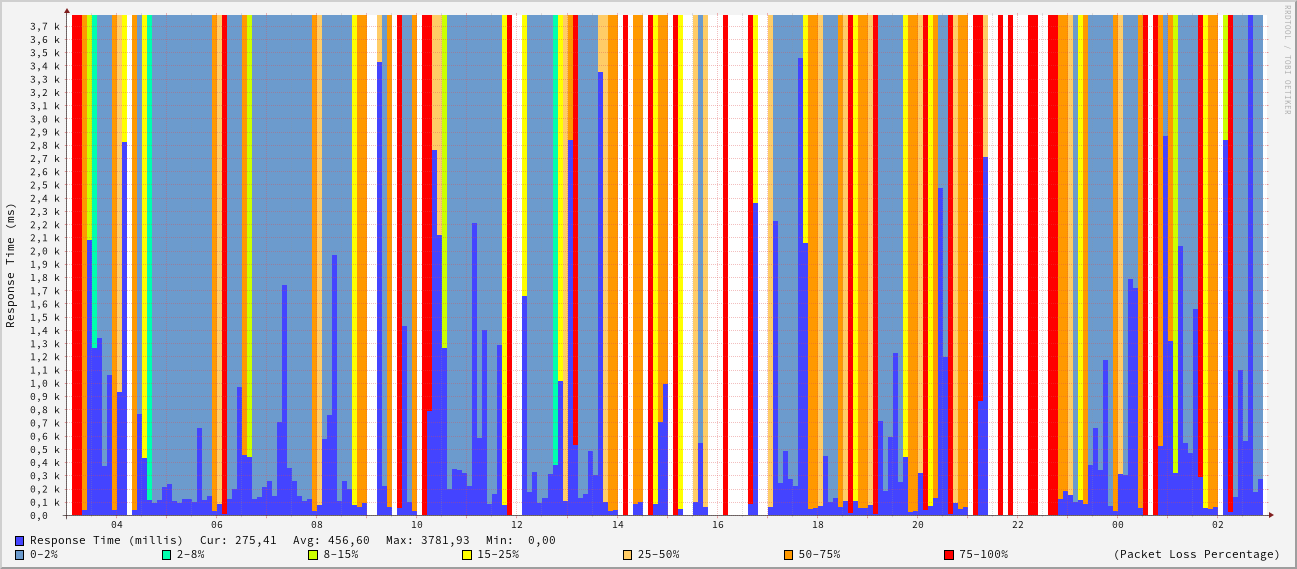 RRDTOOL / TOBI OETIKER
Response Time (ms)
3,7 k
3,6 k
3,5 k
3,4 k
3,3 k
3,2 k
3,1 k
3,0 k
2,9 k
2,8 k
2,7 k
2,6 k
2,5 k
2,4 k
2,3 k
2,2 k
2,1 k
2,0 k
1,9 k
1,8 k
1,7 k
1,6 k
1,5 k
1,4 k
1,3 k
1,2 k
1,1 k
1,0 k
0,9 k
0,8 k
0,7 k
0,6 k
0,5 k
0,4 k
0,3 k
0,2 k
0,1 k
0,0
04 06 08 10 12 14 16 18 20 22 00 02
Response Time (millis) Cur: 275,41 Avg: 456,60 Max: 3781,93 Min: 0,00
0-2% 2-8% 8-15% 15-25% 25-50% 50-75% 75-100% (Packet Loss Percentage)